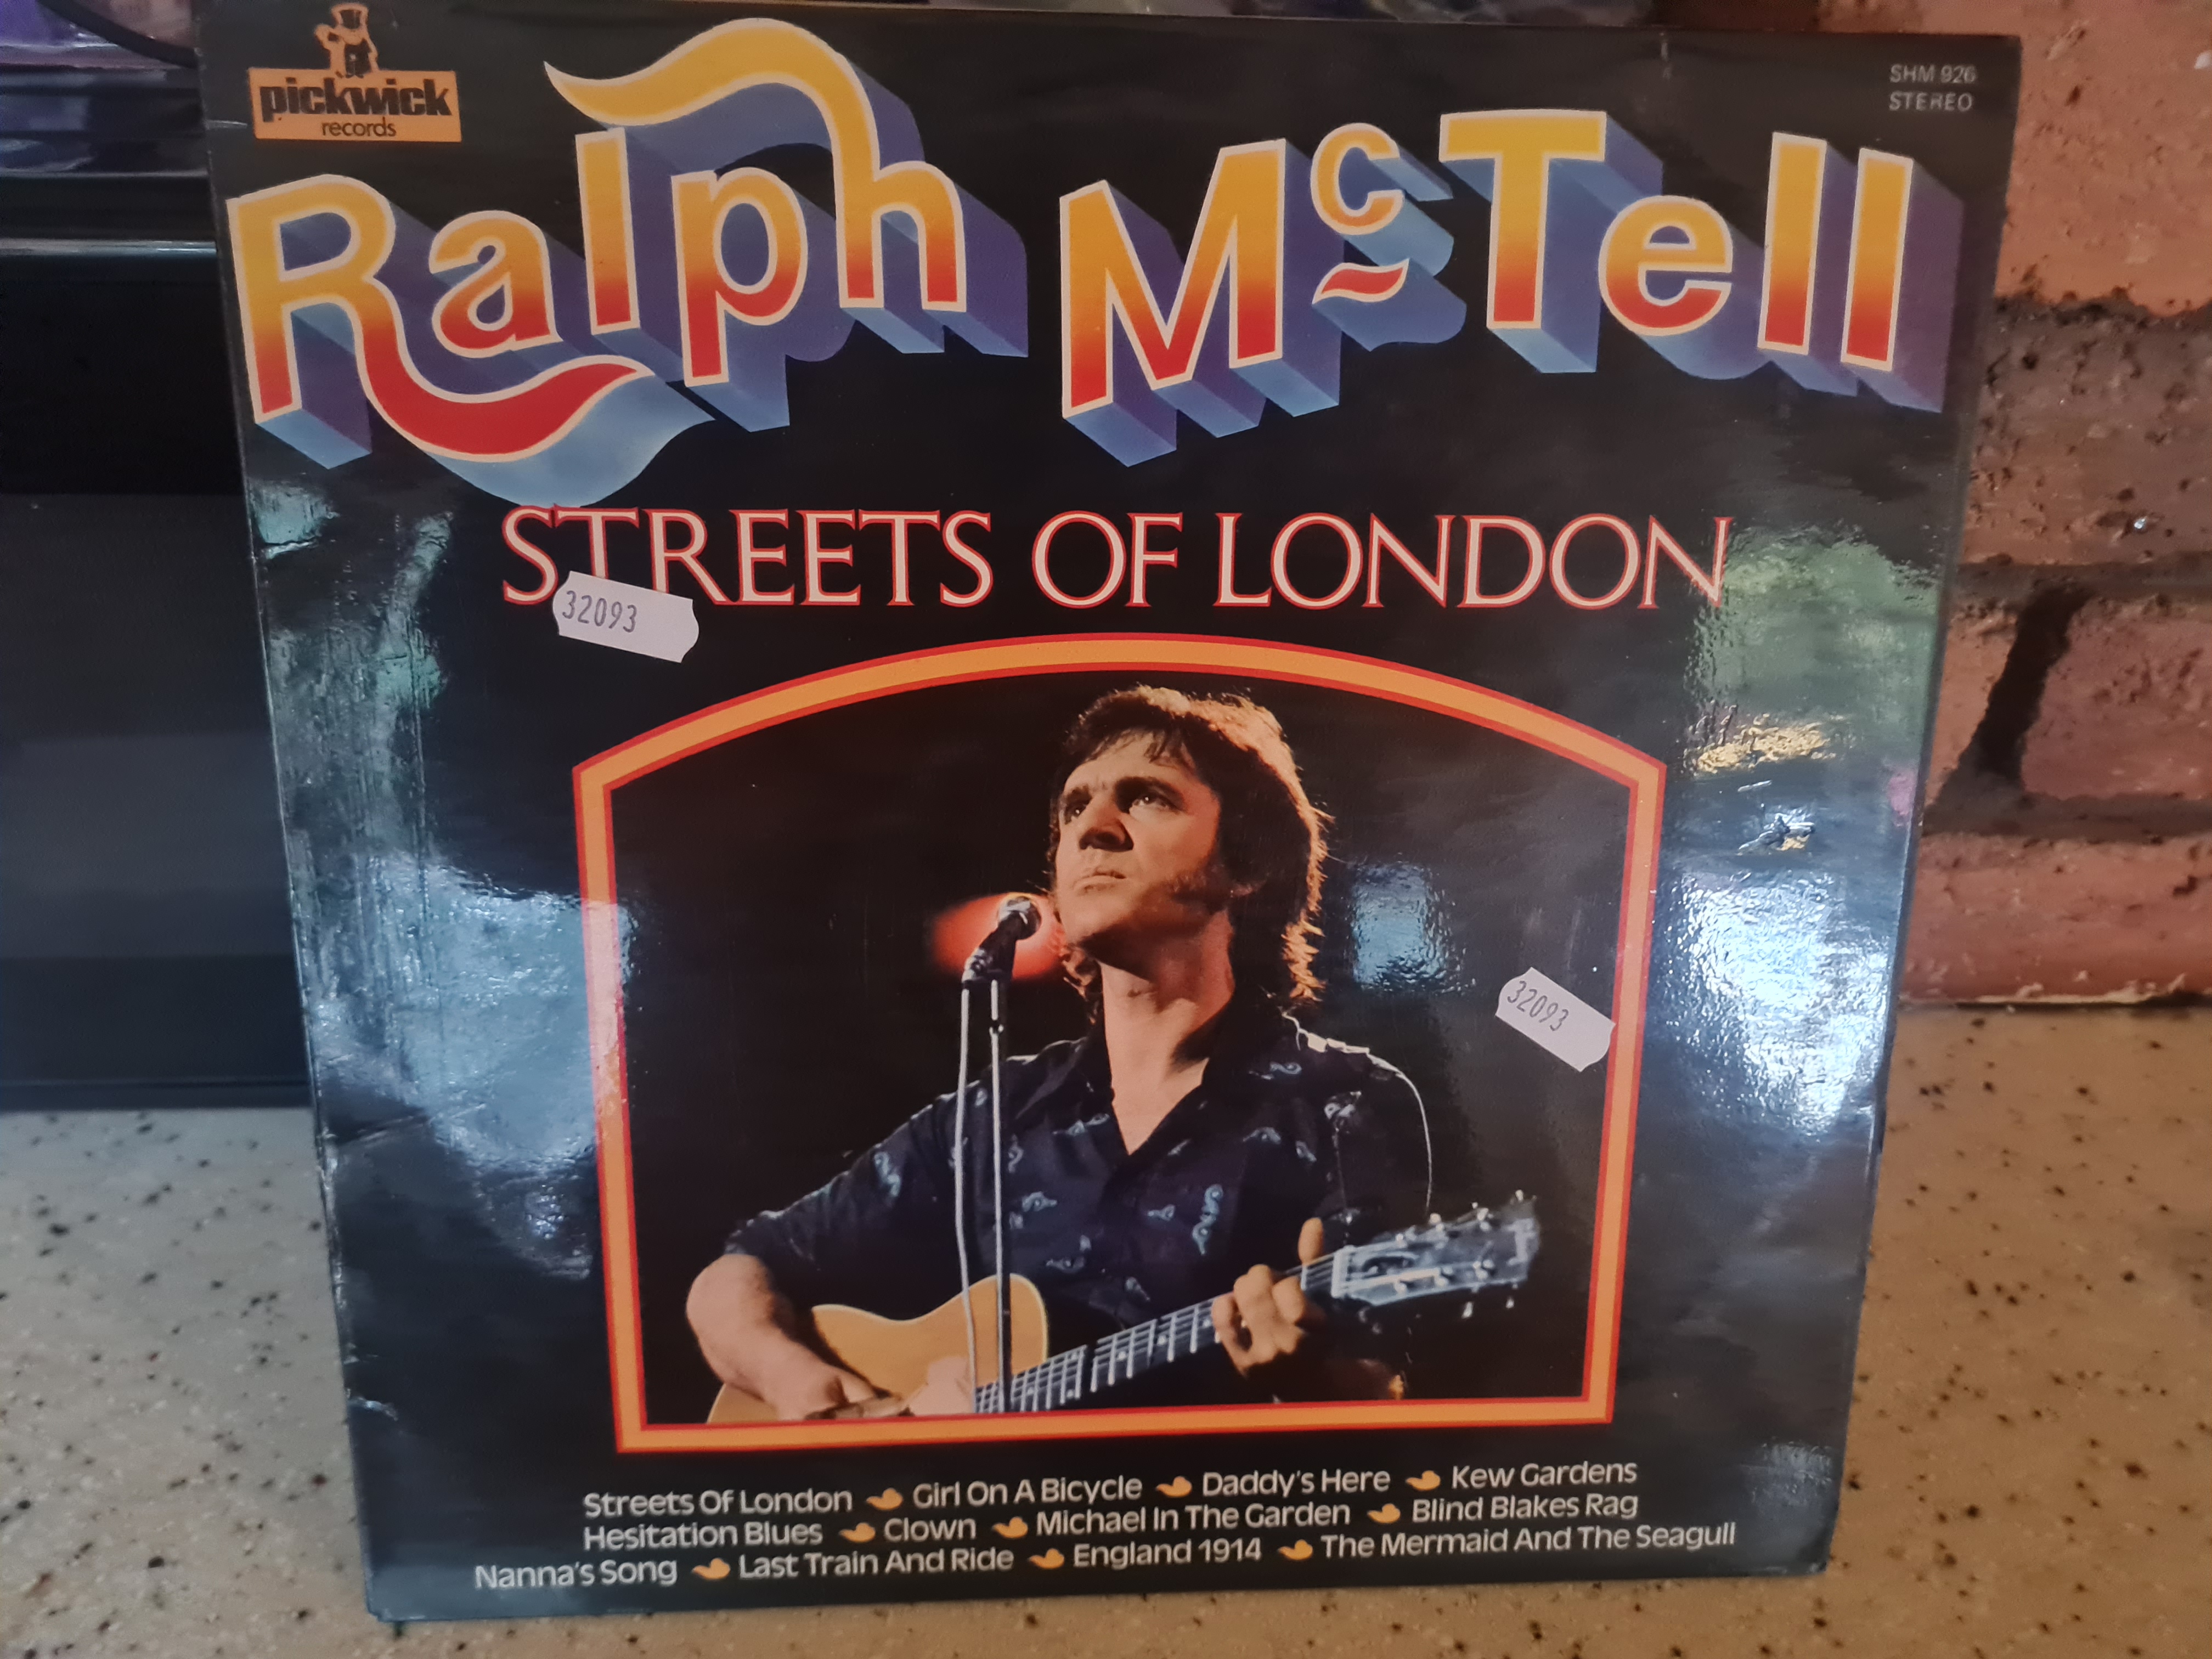 pickwick
records
SHM 926
STEREO
Ralph McTell
STREETS OF LONDON
32093
32093
Streets Of London Girl On A Bicycle Daddy's Here Kew Gardens
Hesitation Blues Clown Michael In The Garden Blind Blakes Rag
Nanna's Song Last Train And Ride England 1914 The Mermaid And The Seagull